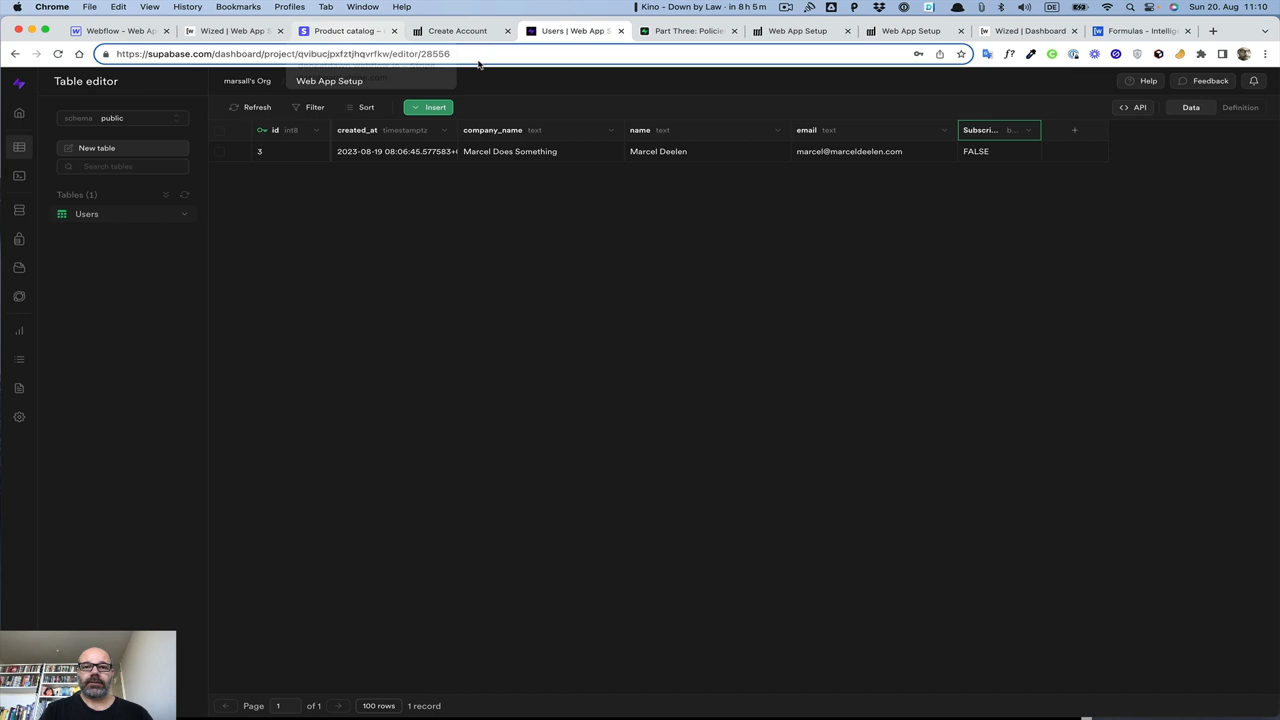 Chrome File Edit View History Bookmarks Profiles Tab Window Help Kino - Down by Law · in 8 h 5 m DE Sun 20. Aug 11:10
Webflow - Web Ap Wized | Web App S Product catalog – Create Account Users | Web App S Part Three: Policies Web App Setup Web App Setup Wized | Dashboard Formulas - Intellig
https://supabase.com/dashboard/project/qvibucjpxfztjhqvrfkw/editor/28556
Table editor marsall's Org Web App Setup Help Feedback
Refresh Filter Sort Insert API Data Definition
schema public
id int8 created_at timestamptz company_name text name text email text Subscri... b...
New table
3 2023-08-19 08:06:45.577583+0 Marcel Does Something Marcel Deelen marcel@marceldeelen.com FALSE
Search tables
Tables (1)
Users
Page 1 of 1 100 rows 1 record